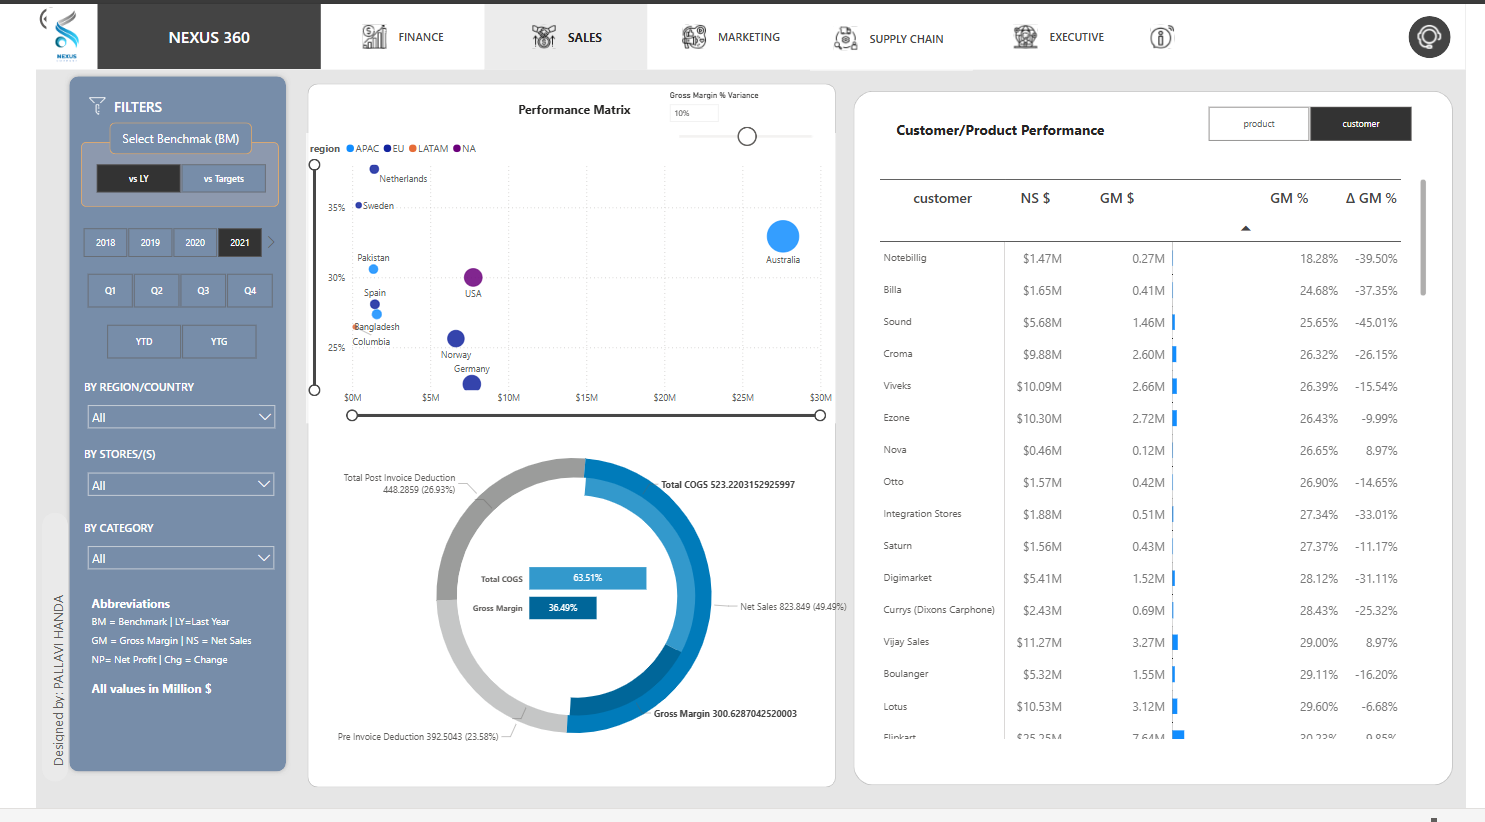 NEXUS
NEXUS 360
FINANCE
SALES
MARKETING
SUPPLY CHAIN
EXECUTIVE
FILTERS
Select Benchmak (BM)
vs LY
vs Targets
2018
2019
2020
2021
Q1
Q2
Q3
Q4
YTD
YTG
BY REGION/COUNTRY
All
BY STORES/(S)
All
BY CATEGORY
All
Abbreviations
BM = Benchmark | LY=Last Year
GM = Gross Margin | NS = Net Sales
NP= Net Profit | Chg = Change
All values in Million $
Designed by: PALLAVI HANDA
Performance Matrix
Gross Margin % Variance
10%
region APAC EU LATAM NA
35%
30%
25%
Netherlands
Sweden
Australia
Pakistan
USA
Spain
Bangladesh
Columbia
Norway
Germany
$0M $5M $10M $15M $20M $25M $30M
Total Post Invoice Deduction
448.2859 (26.93%)
Total COGS 523.2203152925997
Total COGS 63.51%
Gross Margin 36.49%
Net Sales 823.849 (49.49%)
Gross Margin 300.6287042520003
Pre Invoice Deduction 392.5043 (23.58%)
Customer/Product Performance
product
customer
customer NS $ GM $ GM % Δ GM %
Notebillig $1.47M 0.27M 18.28% -39.50%
Billa $1.65M 0.41M 24.68% -37.35%
Sound $5.68M 1.46M 25.65% -45.01%
Croma $9.88M 2.60M 26.32% -26.15%
Viveks $10.09M 2.66M 26.39% -15.54%
Ezone $10.30M 2.72M 26.43% -9.99%
Nova $0.46M 0.12M 26.65% 8.97%
Otto $1.57M 0.42M 26.90% -14.65%
Integration Stores $1.88M 0.51M 27.34% -33.01%
Saturn $1.56M 0.43M 27.37% -11.17%
Digimarket $5.41M 1.52M 28.12% -31.11%
Currys (Dixons Carphone) $2.43M 0.69M 28.43% -25.32%
Vijay Sales $11.27M 3.27M 29.00% 8.97%
Boulanger $5.32M 1.55M 29.11% -16.20%
Lotus $10.53M 3.12M 29.60% -6.68%
Flipkart $25.25M 7.64M 30.23%